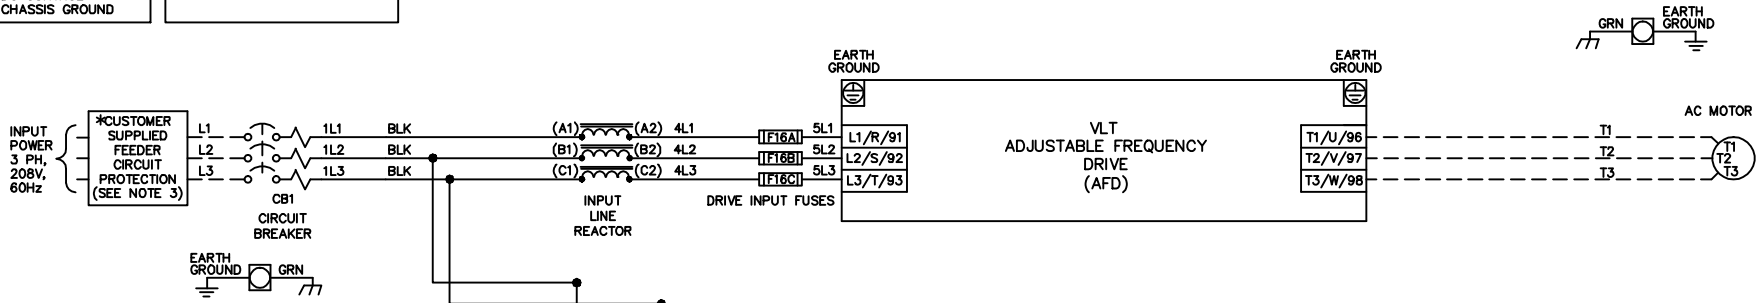 CHASSIS GROUND
GRN
EARTH
GROUND
INPUT
POWER
3 PH,
208V,
60Hz
*CUSTOMER
SUPPLIED
FEEDER
CIRCUIT
PROTECTION
(SEE NOTE 3)
L1
L2
L3
CB1
CIRCUIT
BREAKER
1L1 BLK
1L2 BLK
1L3 BLK
(A1) (A2) 4L1
(B1) (B2) 4L2
(C1) (C2) 4L3
INPUT
LINE
REACTOR
F16A 5L1
F16B 5L2
F16C 5L3
DRIVE INPUT FUSES
EARTH
GROUND
L1/R/91
L2/S/92
L3/T/93
VLT
ADJUSTABLE FREQUENCY
DRIVE
(AFD)
EARTH
GROUND
T1/U/96
T2/V/97
T3/W/98
T1
T2
T3
AC MOTOR
T1
T2
T3
EARTH
GROUND GRN